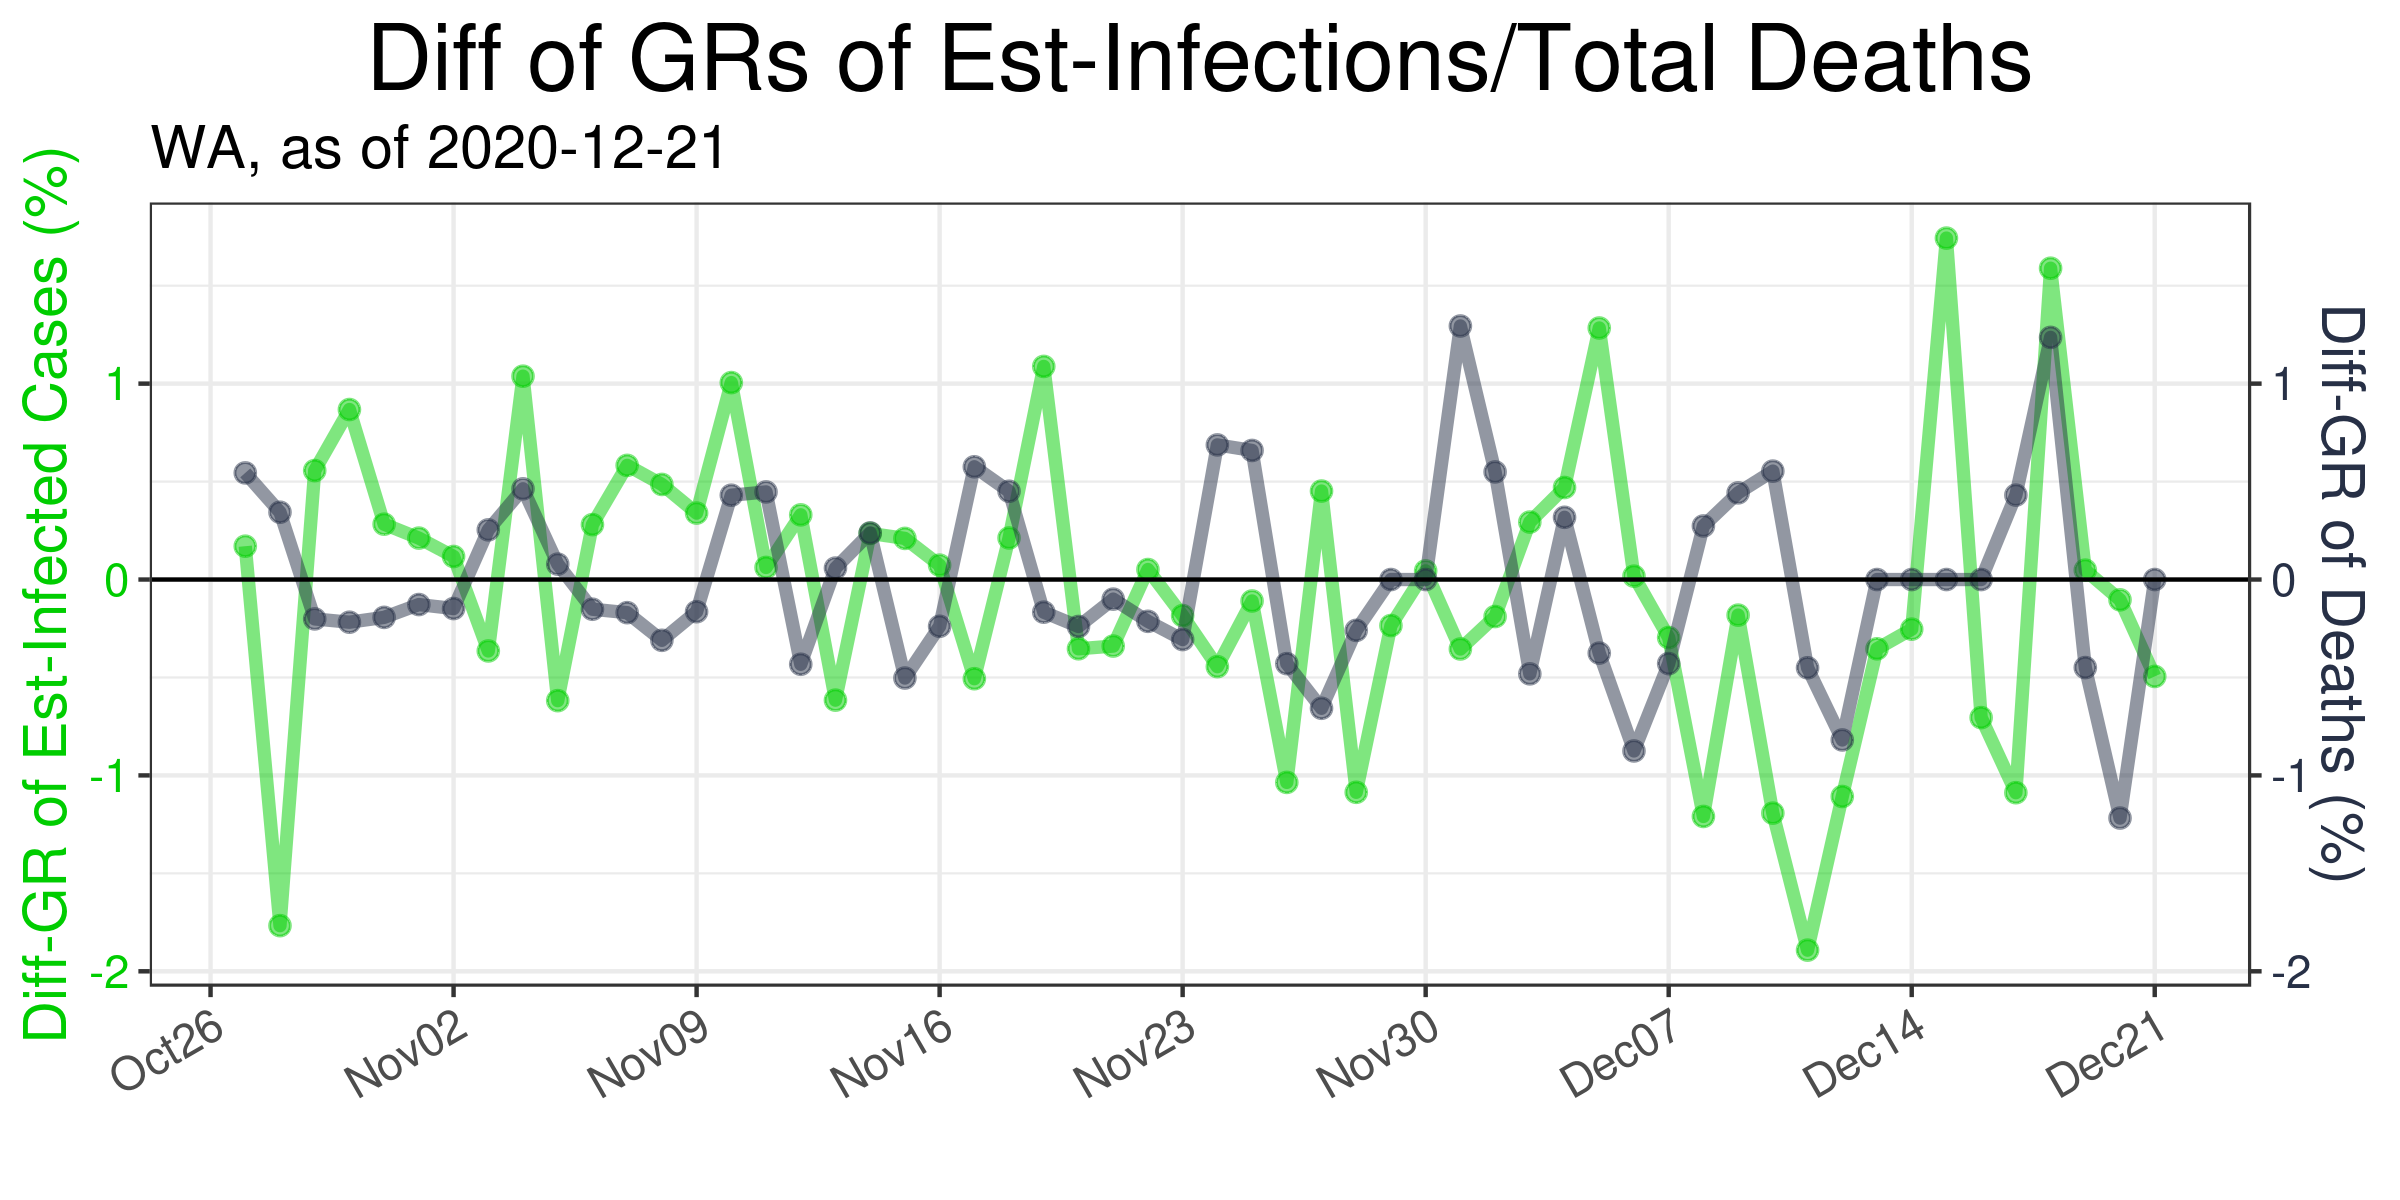 Diff of GRs of Est-Infections/Total Deaths
WA, as of 2020-12-21
Diff-GR of Est-Infected Cases (%)
1
0
-1
-2
1
0
-1
-2
Diff-GR of Deaths (%)
Oct26
Nov02
Nov09
Nov16
Nov23
Nov30
Dec07
Dec14
Dec21